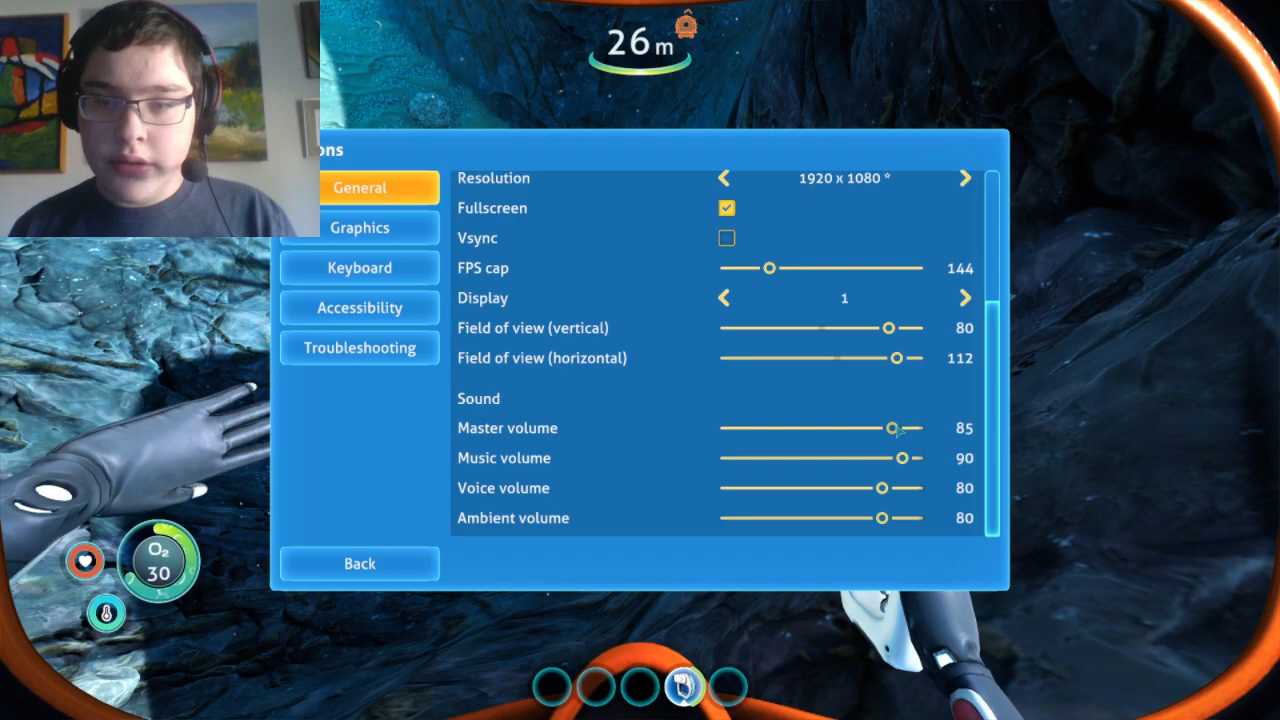 26 m
ons
General
Graphics
Keyboard
Accessibility
Troubleshooting
Back
Resolution 1920 x 1080 *
Fullscreen
Vsync
FPS cap 144
Display 1
Field of view (vertical) 80
Field of view (horizontal) 112
Sound
Master volume 85
Music volume 90
Voice volume 80
Ambient volume 80
O₂
30